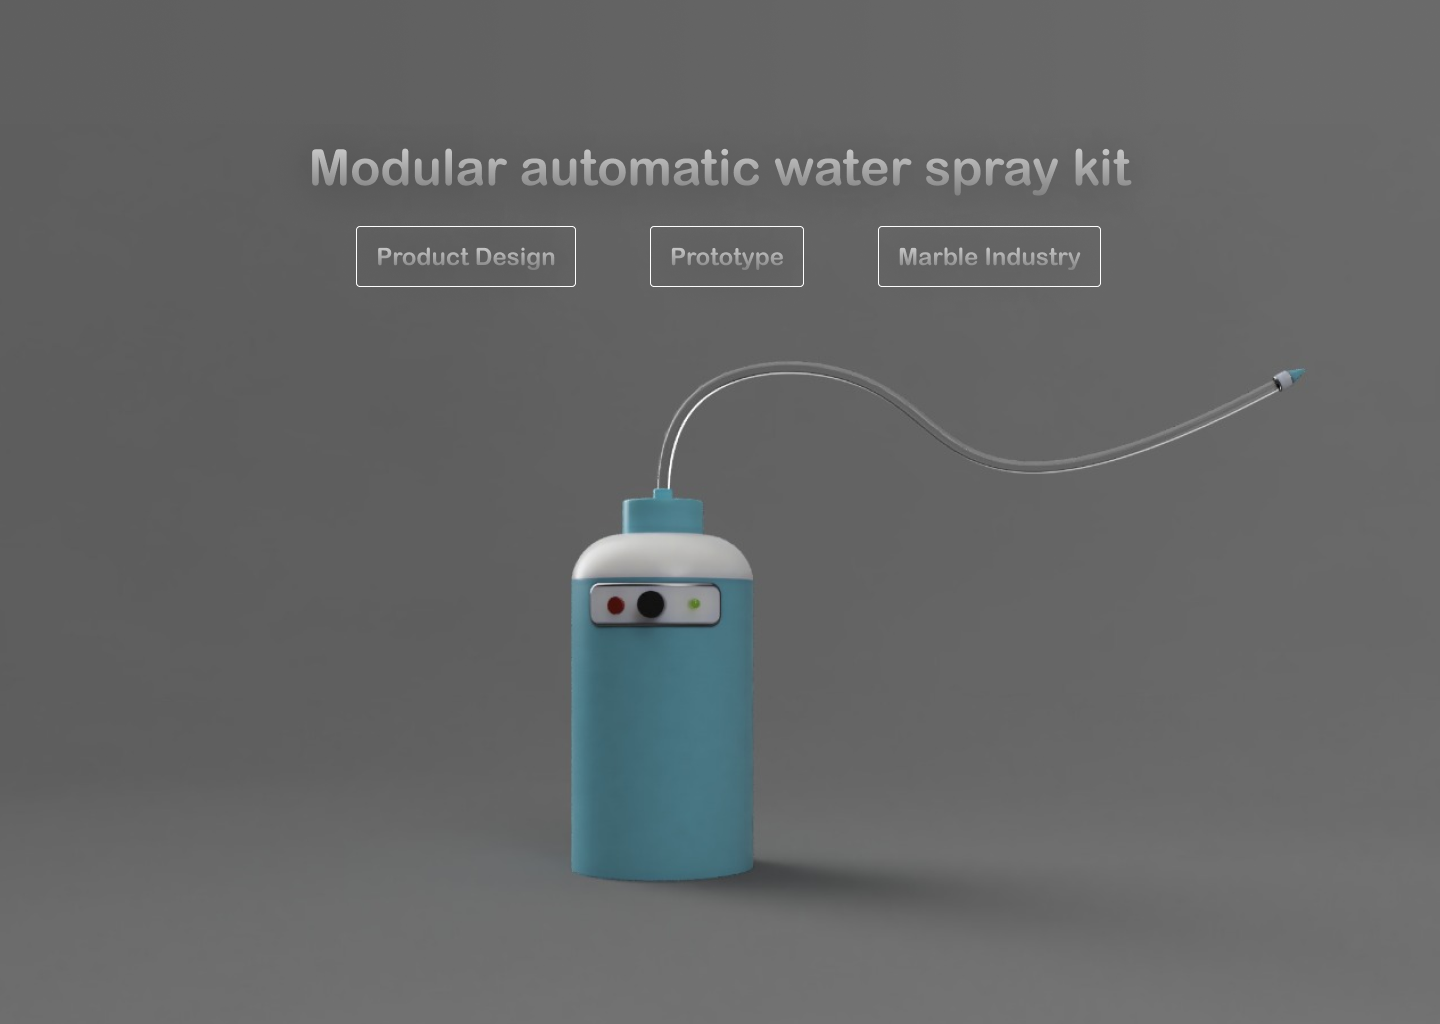 Modular automatic water spray kit
Product Design
Prototype
Marble Industry